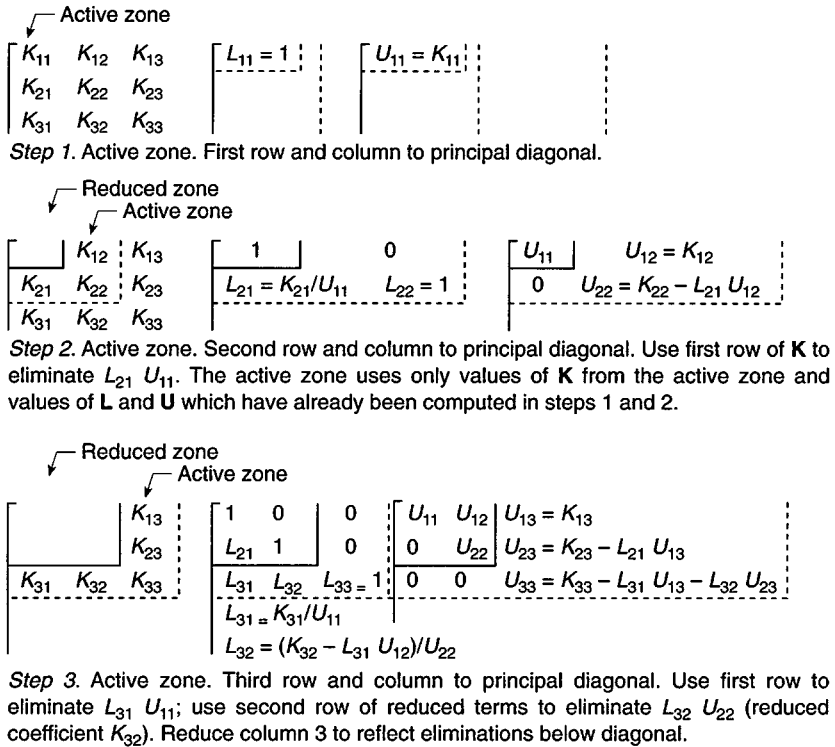 Active zone
K11 K12 K13 L11 = 1 U11 = K11
K21 K22 K23
K31 K32 K33
Step 1. Active zone. First row and column to principal diagonal.
Reduced zone
Active zone
K12 K13 1 0 U11 U12 = K12
K21 K22 K23 L21 = K21/U11 L22 = 1 0 U22 = K22 – L21 U12
K31 K32 K33
Step 2. Active zone. Second row and column to principal diagonal. Use first row of K to
eliminate L21 U11. The active zone uses only values of K from the active zone and
values of L and U which have already been computed in steps 1 and 2.
Reduced zone
Active zone
K13 1 0 0 U11 U12 U13 = K13
K23 L21 1 0 0 U22 U23 = K23 – L21 U13
K31 K32 K33 L31 L32 L33 = 1 0 0 U33 = K33 – L31 U13 – L32 U23
L31 = K31/U11
L32 = (K32 – L31 U12)/U22
Step 3. Active zone. Third row and column to principal diagonal. Use first row to
eliminate L31 U11; use second row of reduced terms to eliminate L32 U22 (reduced
coefficient K32). Reduce column 3 to reflect eliminations below diagonal.